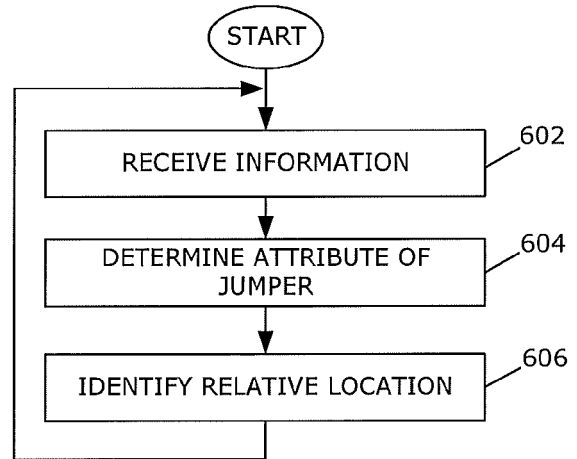 START
RECEIVE INFORMATION
602
DETERMINE ATTRIBUTE OF
JUMPER
604
IDENTIFY RELATIVE LOCATION
606